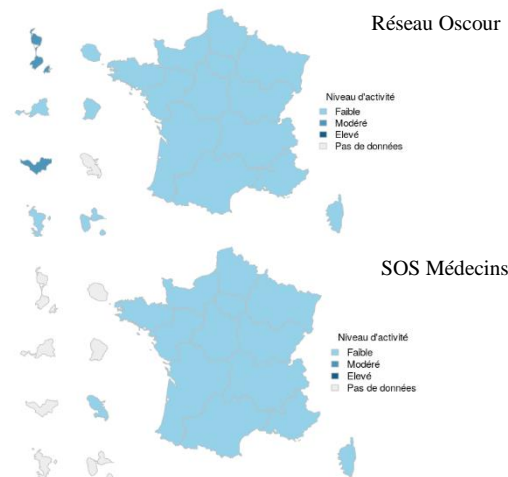 Réseau Oscour
Niveau d'activité
Faible
Modéré
Elevé
Pas de données
SOS Médecins
Niveau d'activité
Faible
Modéré
Elevé
Pas de données